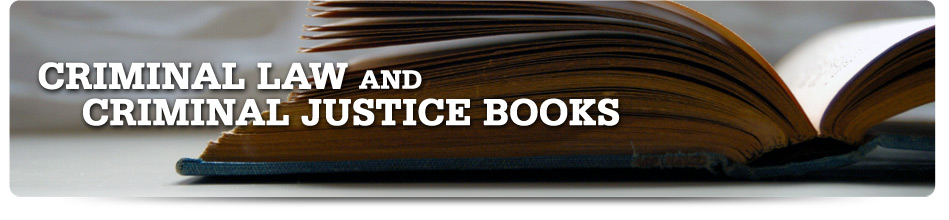 CRIMINAL LAW AND
CRIMINAL JUSTICE BOOKS